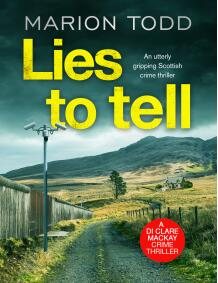 MARION TODD
Lies
to tell
An utterly
gripping Scottish
crime thriller
A
DI CLARE
MACKAY
CRIME
THRILLER